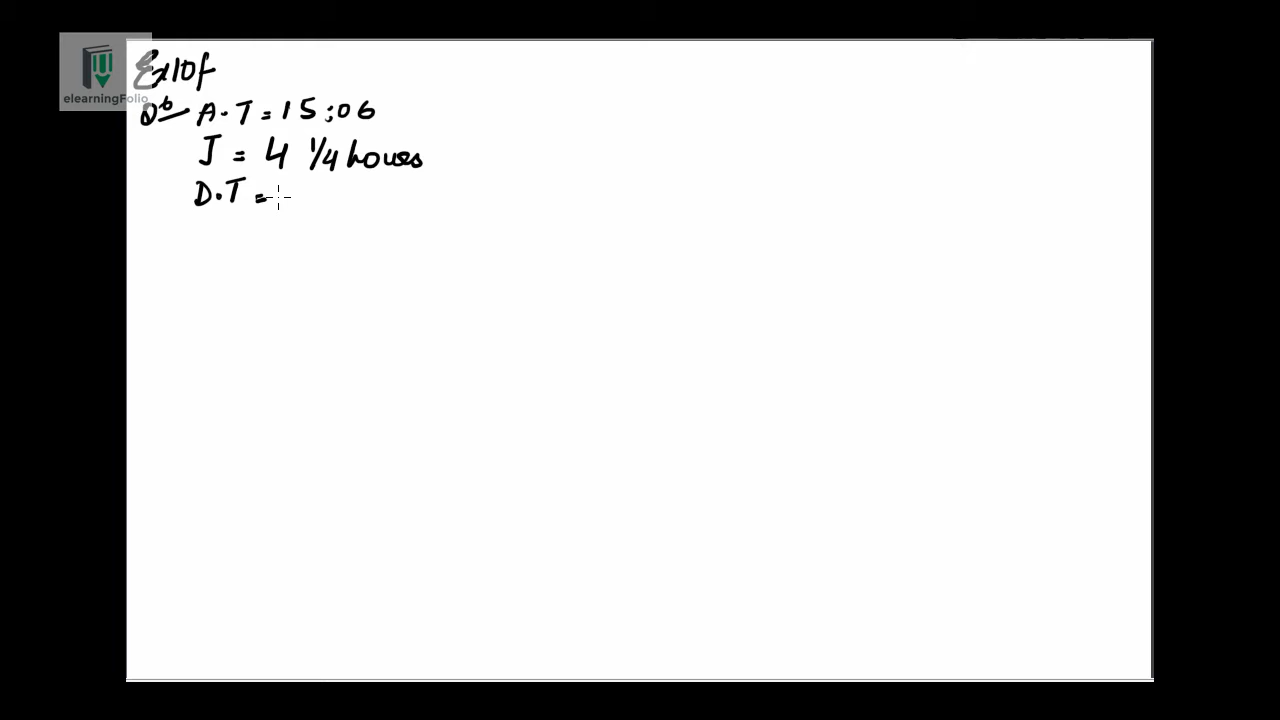 elearningFolio
Ex10f
Q6 A.T = 15:06
J = 4 1/4 hours
D.T =